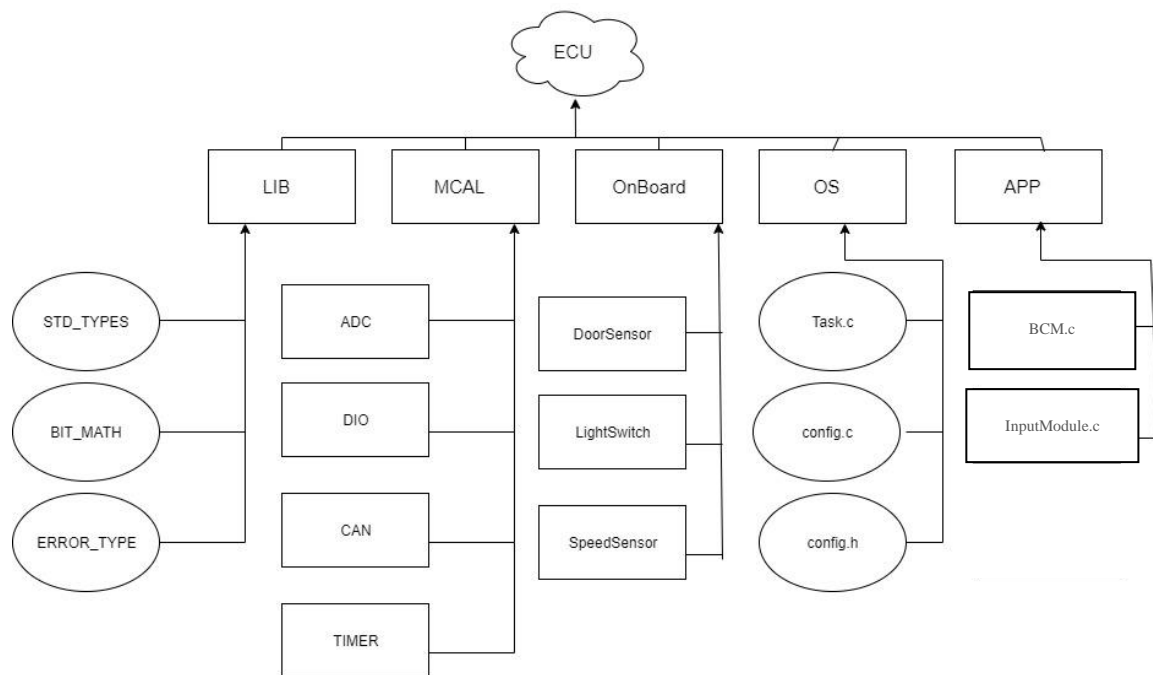 ECU
LIB
MCAL
OnBoard
OS
APP
STD_TYPES
BIT_MATH
ERROR_TYPE
ADC
DIO
CAN
TIMER
DoorSensor
LightSwitch
SpeedSensor
Task.c
config.c
config.h
BCM.c
InputModule.c